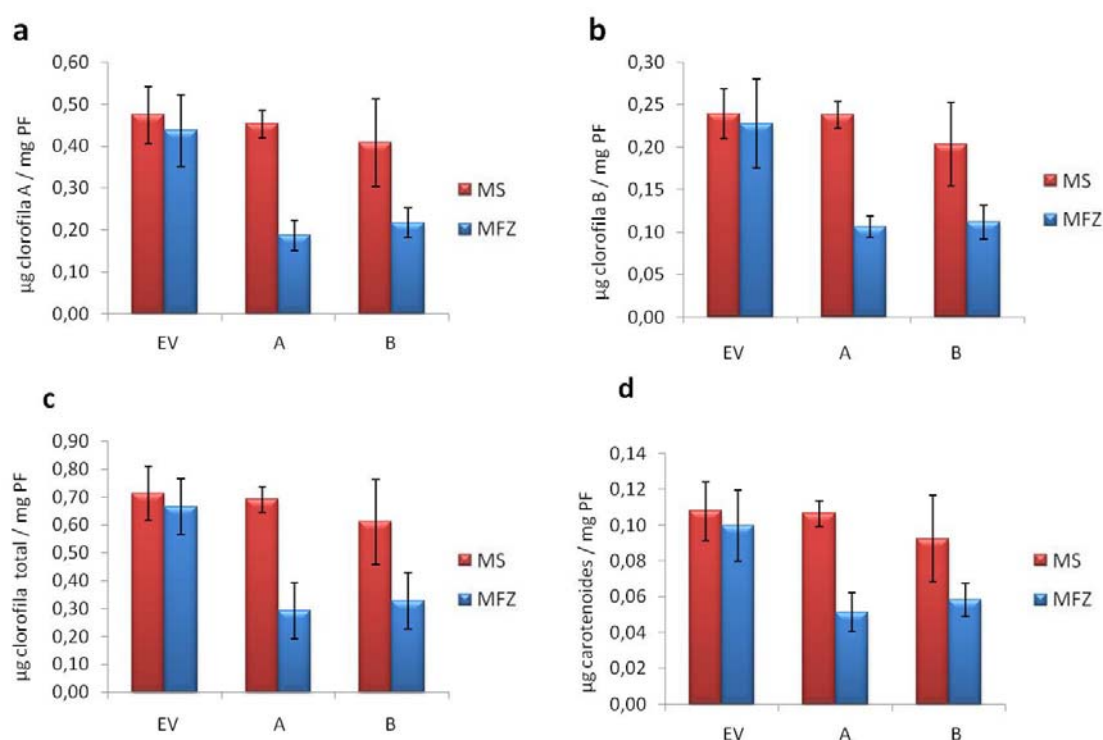 a
µg clorofila A / mg PF
0,60
0,50
0,40
0,30
0,20
0,10
0,00
EV A B
MS
MFZ
b
µg clorofila B / mg PF
0,30
0,25
0,20
0,15
0,10
0,05
0,00
EV A B
MS
MFZ
c
µg clorofila total / mg PF
0,90
0,80
0,70
0,60
0,50
0,40
0,30
0,20
0,10
0,00
EV A B
MS
MFZ
d
µg carotenoides / mg PF
0,14
0,12
0,10
0,08
0,06
0,04
0,02
0,00
EV A B
MS
MFZ